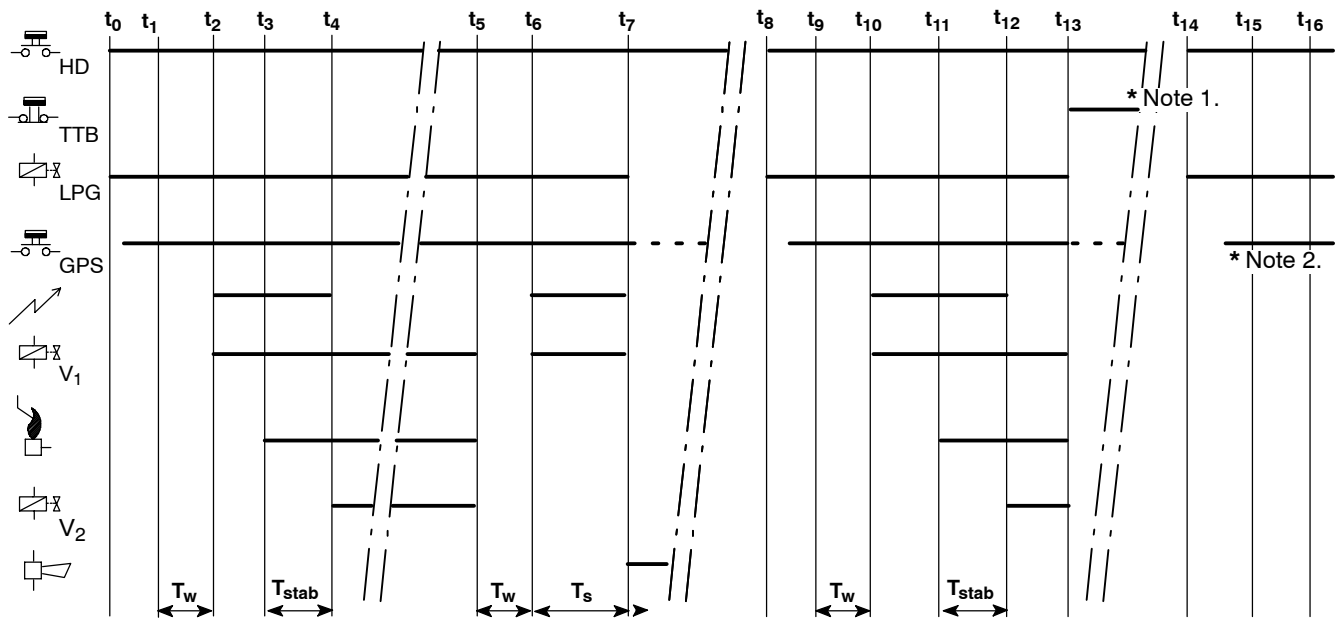 t0 t1 t2 t3 t4 t5 t6 t7 t8 t9 t10 t11 t12 t13 t14 t15 t16
HD
* Note 1.
TTB
LPG
GPS
* Note 2.
V1
V2
Tw Tstab Tw Ts Tw Tstab